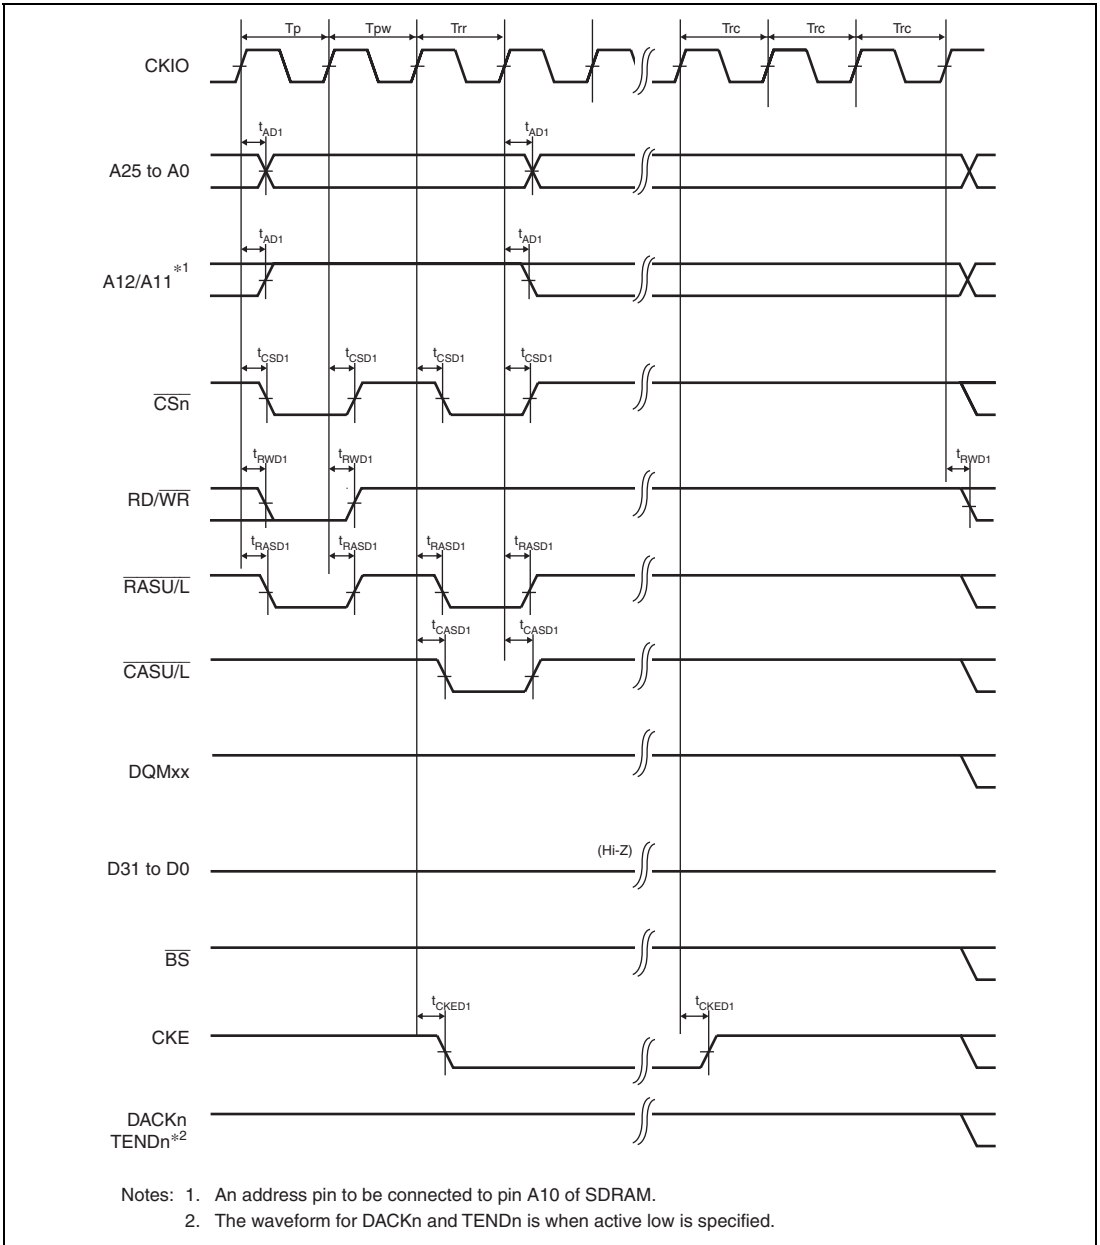 Tp Tpw Trr Trc Trc Trc
CKIO
tAD1 tAD1
A25 to A0
tAD1 tAD1
A12/A11*1
tCSD1 tCSD1 tCSD1 tCSD1
CSn
tRWD1 tRWD1 tRWD1
RD/WR
tRASD1 tRASD1 tRASD1 tRASD1
RASU/L
tCASD1 tCASD1
CASU/L
DQMxx
(Hi-Z)
D31 to D0
BS
tCKED1 tCKED1
CKE
DACKn
TENDn*2
Notes: 1. An address pin to be connected to pin A10 of SDRAM.
2. The waveform for DACKn and TENDn is when active low is specified.